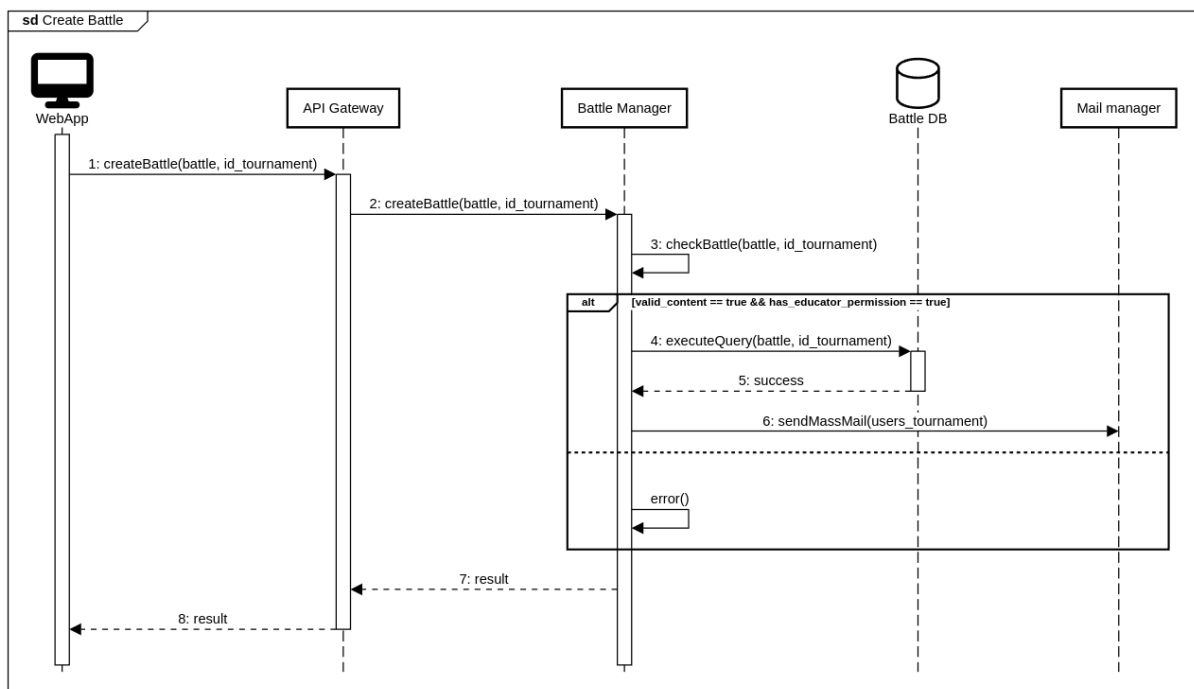 sd Create Battle
WebApp
API Gateway
Battle Manager
Battle DB
Mail manager
1: createBattle(battle, id_tournament)
2: createBattle(battle, id_tournament)
3: checkBattle(battle, id_tournament)
alt
[valid_content == true && has_educator_permission == true]
4: executeQuery(battle, id_tournament)
5: success
6: sendMassMail(users_tournament)
error()
7: result
8: result